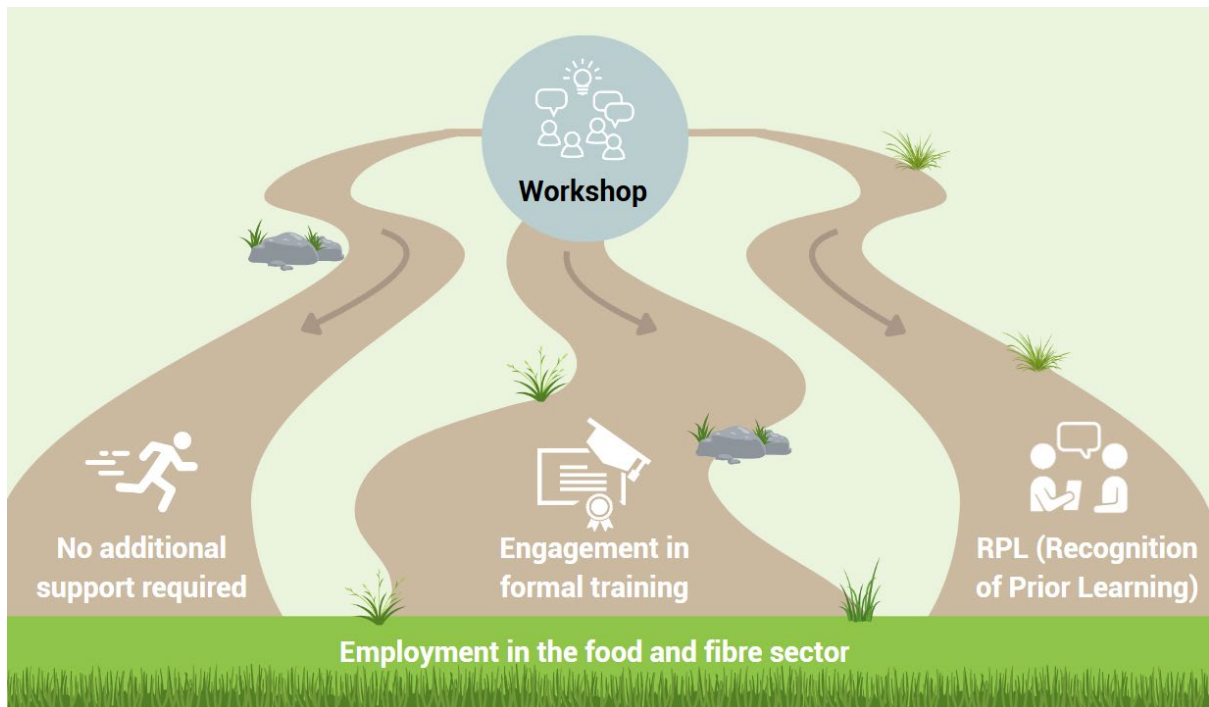 Workshop
No additional
support required
Engagement in
formal training
RPL (Recognition
of Prior Learning)
Employment in the food and fibre sector